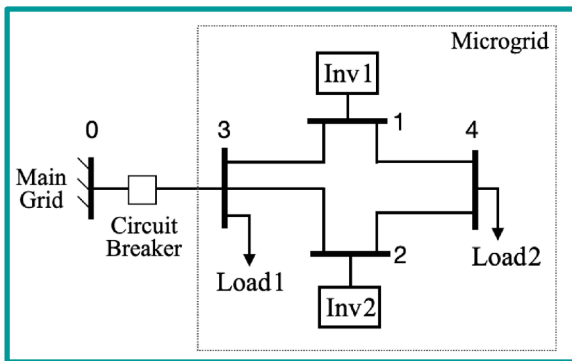 Microgrid
Inv1
0
3
1
4
Main
Grid
Circuit
Breaker
Load1
2
Inv2
Load2